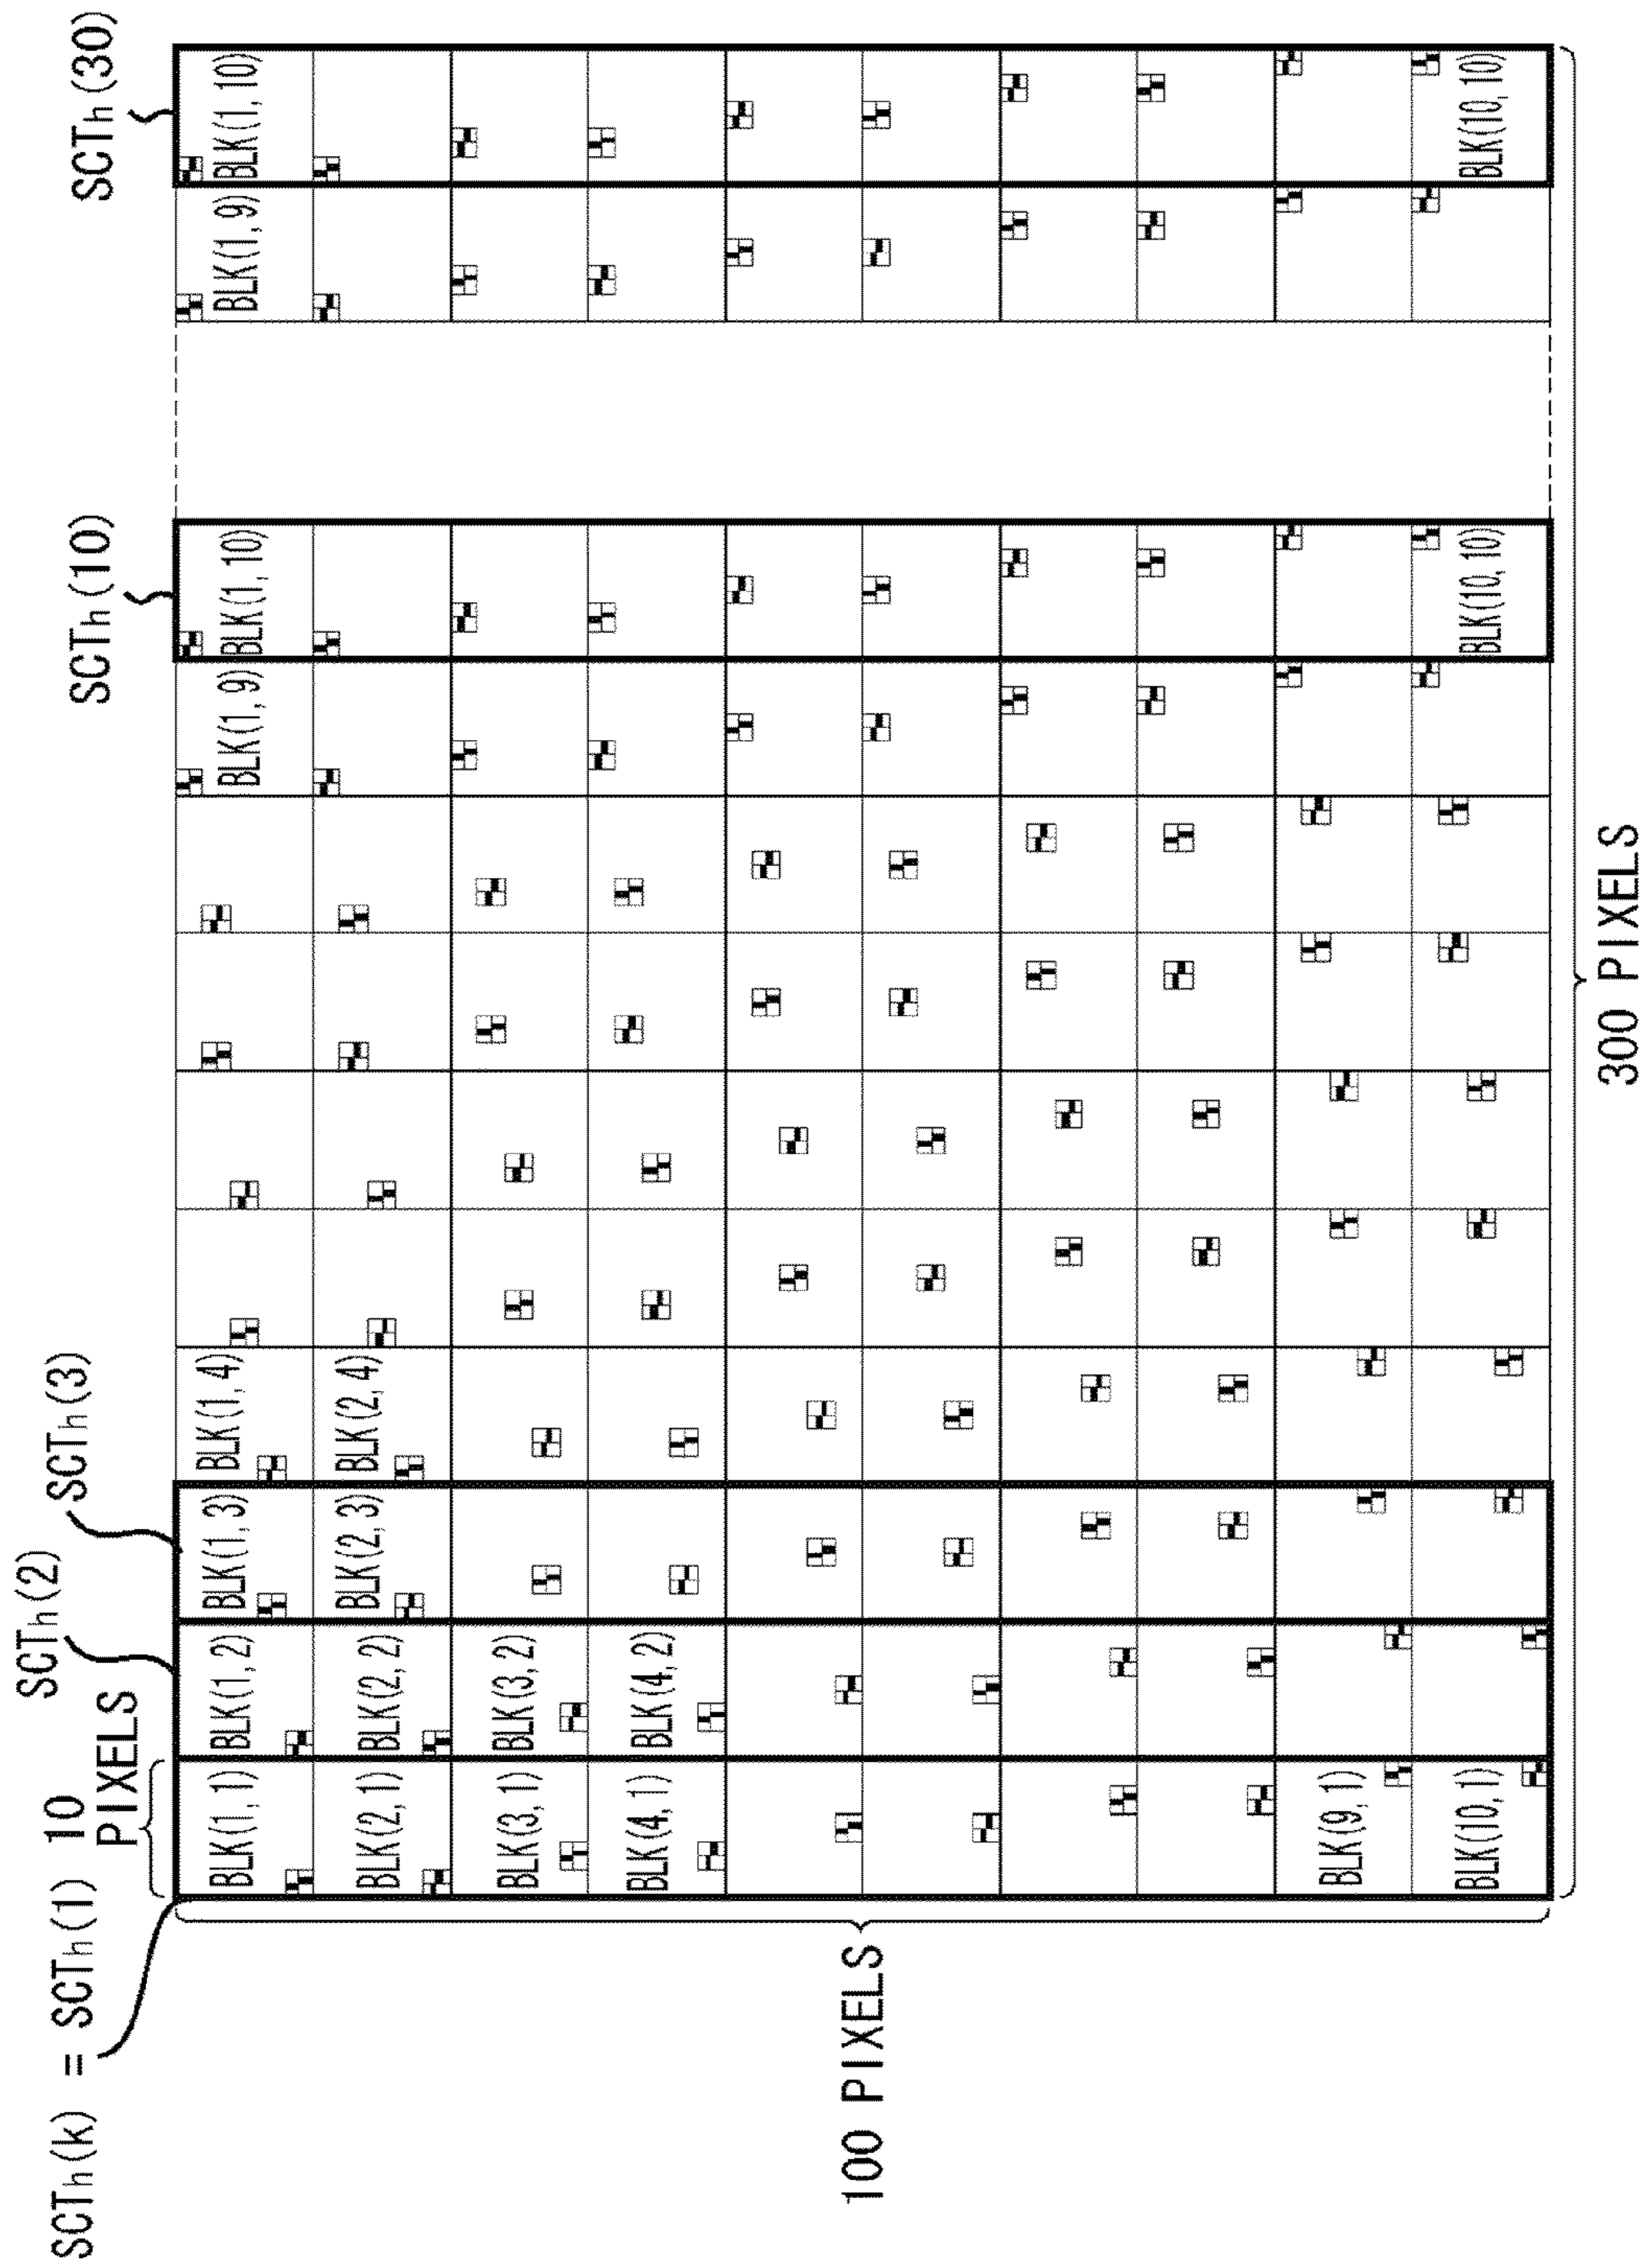 SCTh(k) = SCTh(1)
10
PIXELS
SCTh(2)
SCTh(3)
SCTh(10)
SCTh(30)
BLK(1, 1)
BLK(1, 2)
BLK(1, 3)
BLK(1, 4)
BLK(1, 9)
BLK(1, 10)
BLK(1, 9)
BLK(1, 10)
BLK(2, 1)
BLK(2, 2)
BLK(2, 3)
BLK(2, 4)
BLK(3, 1)
BLK(3, 2)
BLK(4, 1)
BLK(4, 2)
100 PIXELS
BLK(9, 1)
BLK(10, 1)
BLK(10, 10)
BLK(10, 10)
300 PIXELS